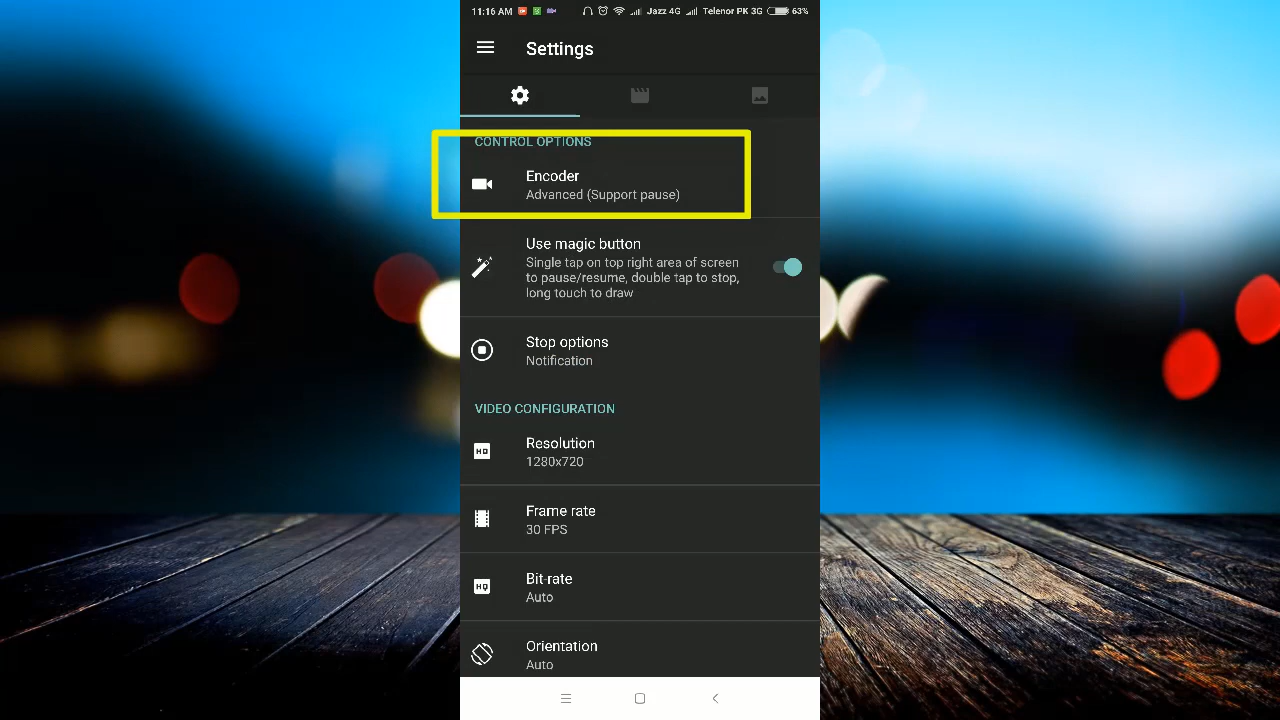 11:16 AM Jazz 4G Telenor PK 3G 63%
Settings
CONTROL OPTIONS
Encoder
Advanced (Support pause)
Use magic button
Single tap on top right area of screen
to pause/resume, double tap to stop,
long touch to draw
Stop options
Notification
VIDEO CONFIGURATION
HD Resolution
1280x720
Frame rate
30 FPS
HQ Bit-rate
Auto
Orientation
Auto